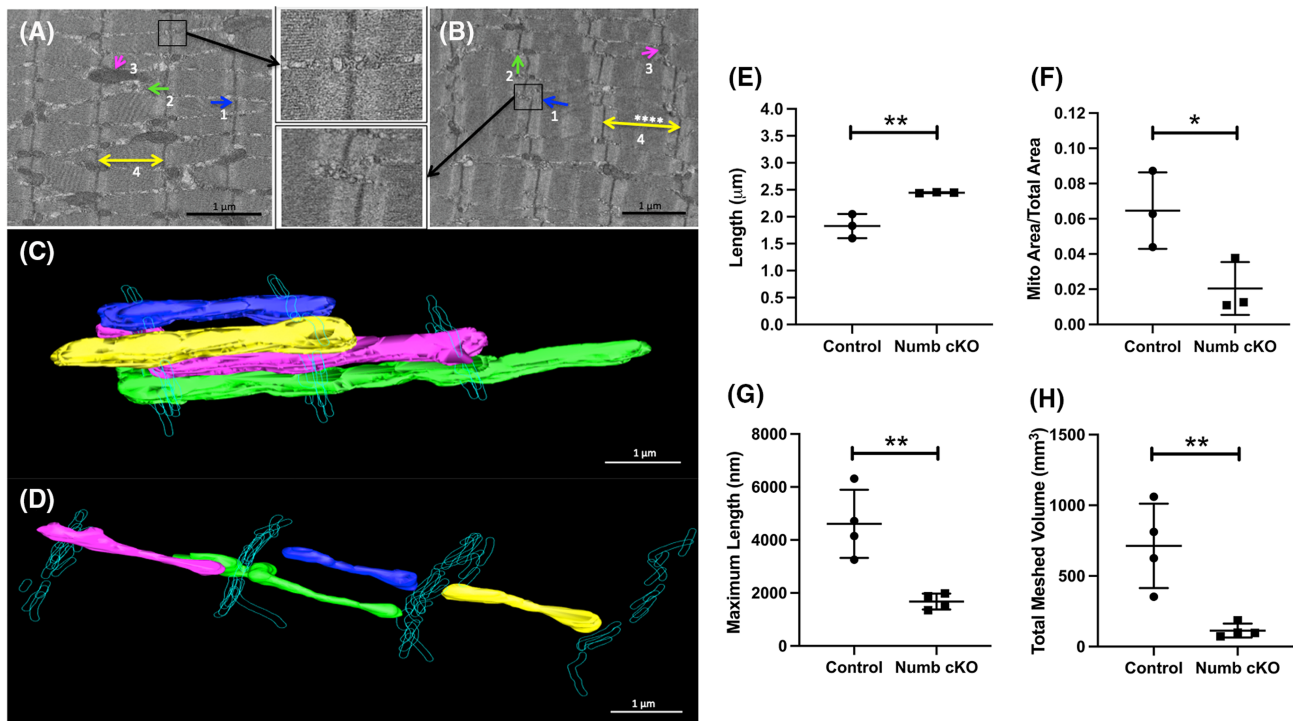 (A)
3
2
1
4
1 μm
(B)
2
3
1
****
4
1 μm
(C)
1 μm
(D)
1 μm
(E)
**
Length (μm)
4.0
3.5
3.0
2.5
2.0
1.5
1.0
0.5
0.0
Control Numb cKO
(F)
*
Mito Area/Total Area
0.12
0.10
0.08
0.06
0.04
0.02
0.00
Control Numb cKO
(G)
**
Maximum Length (nm)
8000
6000
4000
2000
0
Control Numb cKO
(H)
**
Total Meshed Volume (mm³)
1500
1000
500
0
Control Numb cKO